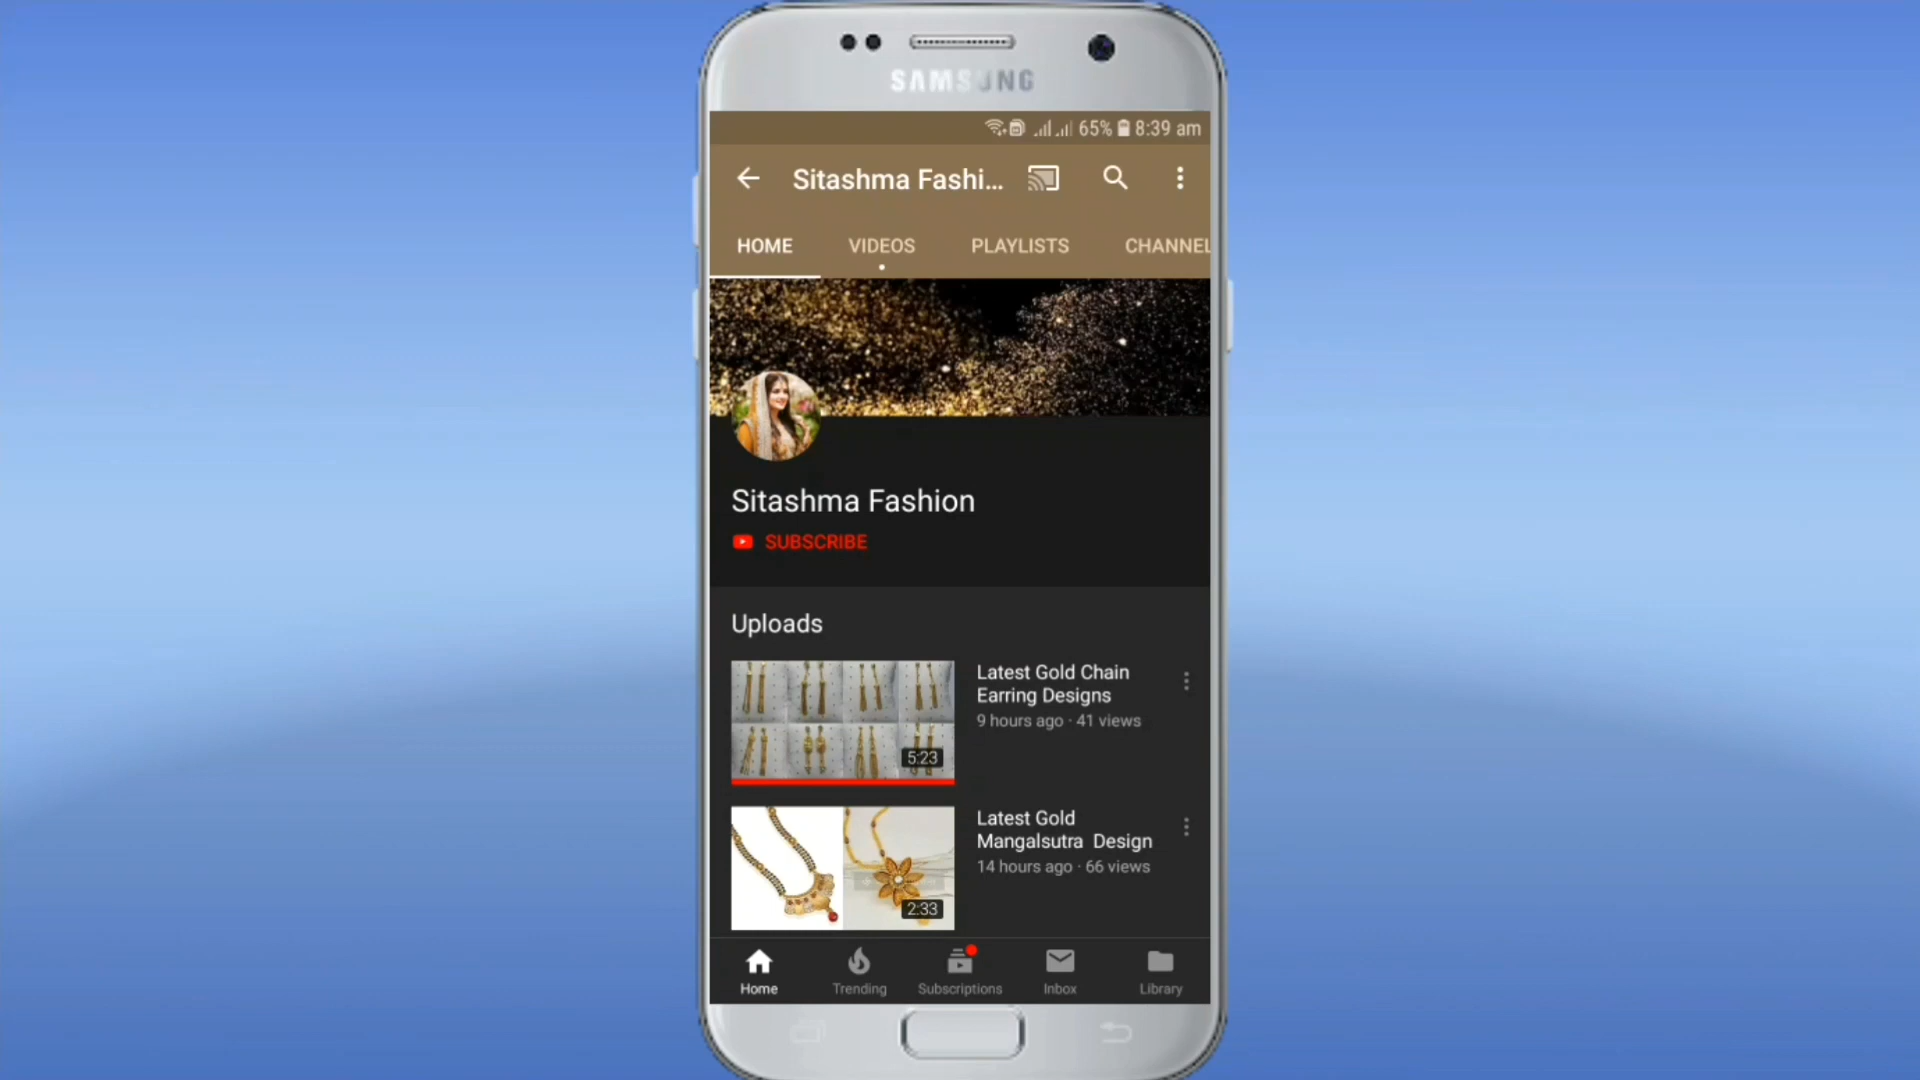 SAMSUNG
65% 8:39 am
Sitashma Fashi...
HOME VIDEOS PLAYLISTS CHANNEL
Sitashma Fashion
SUBSCRIBE
Uploads
Latest Gold Chain
Earring Designs
9 hours ago · 41 views
5:23
Latest Gold
Mangalsutra Design
14 hours ago · 66 views
2:33
Home Trending Subscriptions Inbox Library